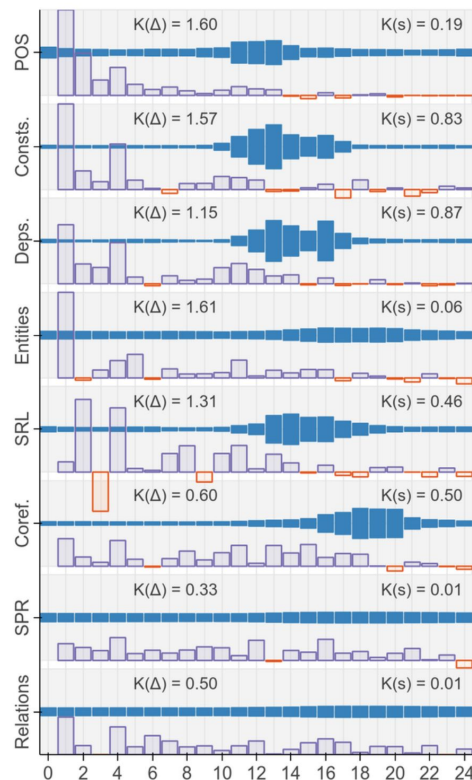 POS
K(Δ) = 1.60
K(s) = 0.19
Consts.
K(Δ) = 1.57
K(s) = 0.83
Deps.
K(Δ) = 1.15
K(s) = 0.87
Entities
K(Δ) = 1.61
K(s) = 0.06
SRL
K(Δ) = 1.31
K(s) = 0.46
Coref.
K(Δ) = 0.60
K(s) = 0.50
SPR
K(Δ) = 0.33
K(s) = 0.01
Relations
K(Δ) = 0.50
K(s) = 0.01
0 2 4 6 8 10 12 14 16 18 20 22 24